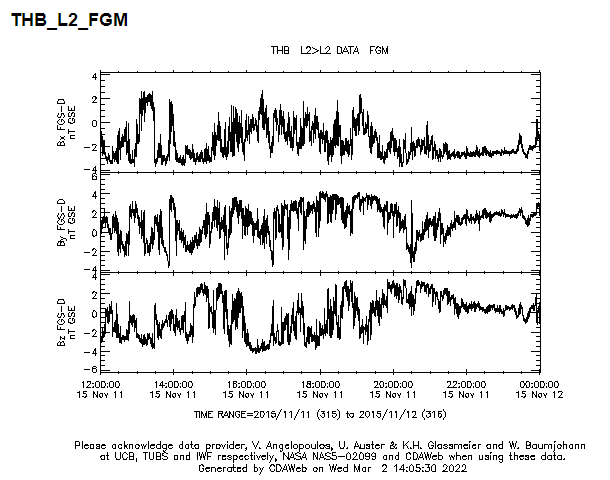 THB_L2_FGM
THB L2>L2 DATA FGM
4
2
0
-2
-4
Bx FGS-D
nT GSE
6
4
2
0
-2
-4
By FGS-D
nT GSE
4
2
0
-2
-4
-6
Bz FGS-D
nT GSE
12:00:00 14:00:00 16:00:00 18:00:00 20:00:00 22:00:00 00:00:00
15 Nov 11 15 Nov 11 15 Nov 11 15 Nov 11 15 Nov 11 15 Nov 11 15 Nov 12
TIME RANGE=2015/11/11 (315) to 2015/11/12 (316)
Please acknowledge data provider, V. Angelopoulos, U. Auster & K.H. Glassmeier and W. Baumjohann
at UCB, TUBS and IWF respectively, NASA NAS5-02099 and CDAWeb when using these data.
Generated by CDAWeb on Wed Mar 2 14:05:30 2022